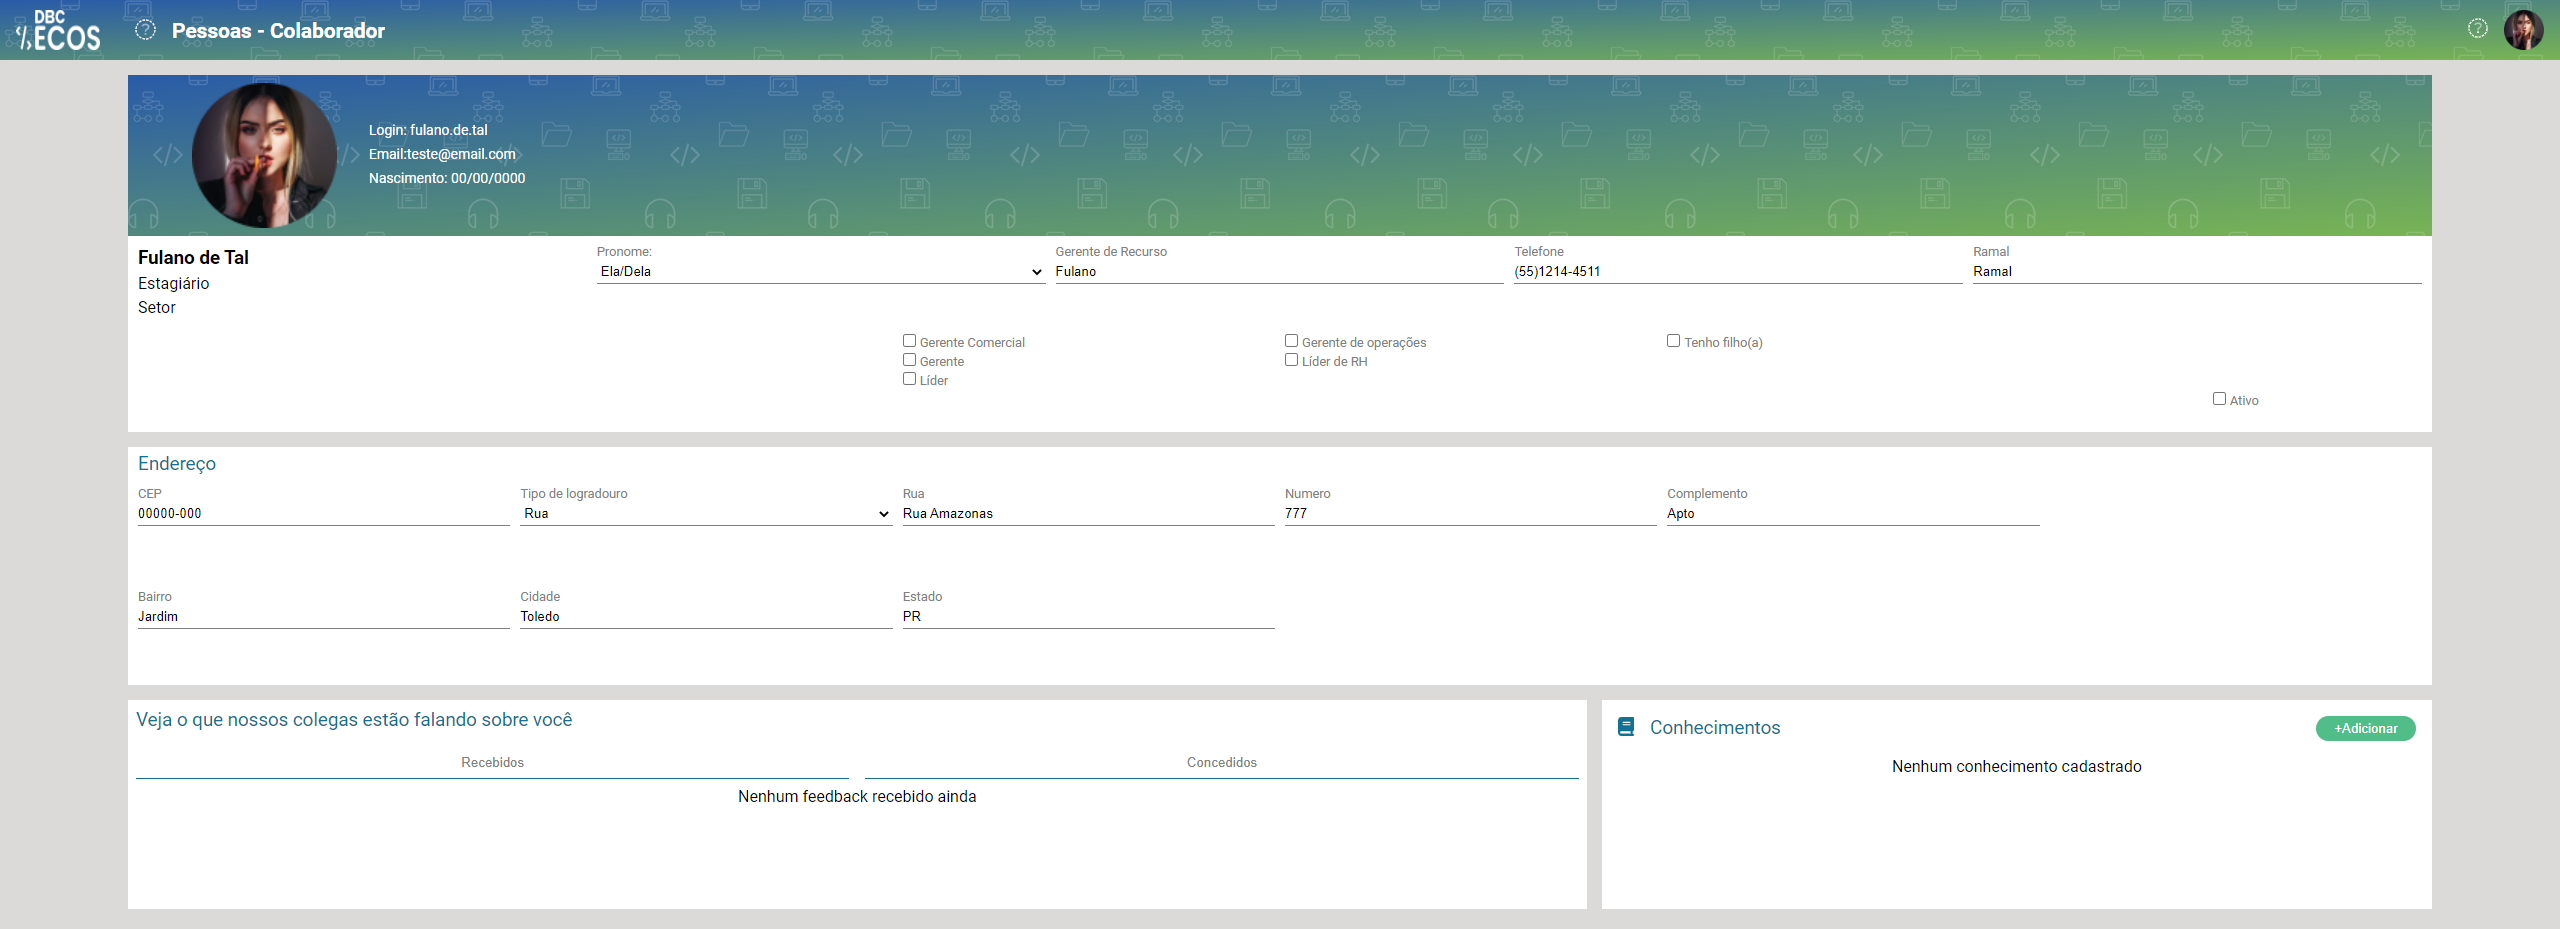 DBC
ECOS
Pessoas - Colaborador
Login: fulano.de.tal
Email:teste@email.com
Nascimento: 00/00/0000
Fulano de Tal
Estagiário
Setor
Pronome:
Ela/Dela
Gerente de Recurso
Fulano
Telefone
(55)1214-4511
Ramal
Ramal
Gerente Comercial
Gerente
Líder
Gerente de operações
Líder de RH
Tenho filho(a)
Ativo
Endereço
CEP
00000-000
Tipo de logradouro
Rua
Rua
Rua Amazonas
Numero
777
Complemento
Apto
Bairro
Jardim
Cidade
Toledo
Estado
PR
Veja o que nossos colegas estão falando sobre você
Recebidos
Concedidos
Nenhum feedback recebido ainda
Conhecimentos
+Adicionar
Nenhum conhecimento cadastrado